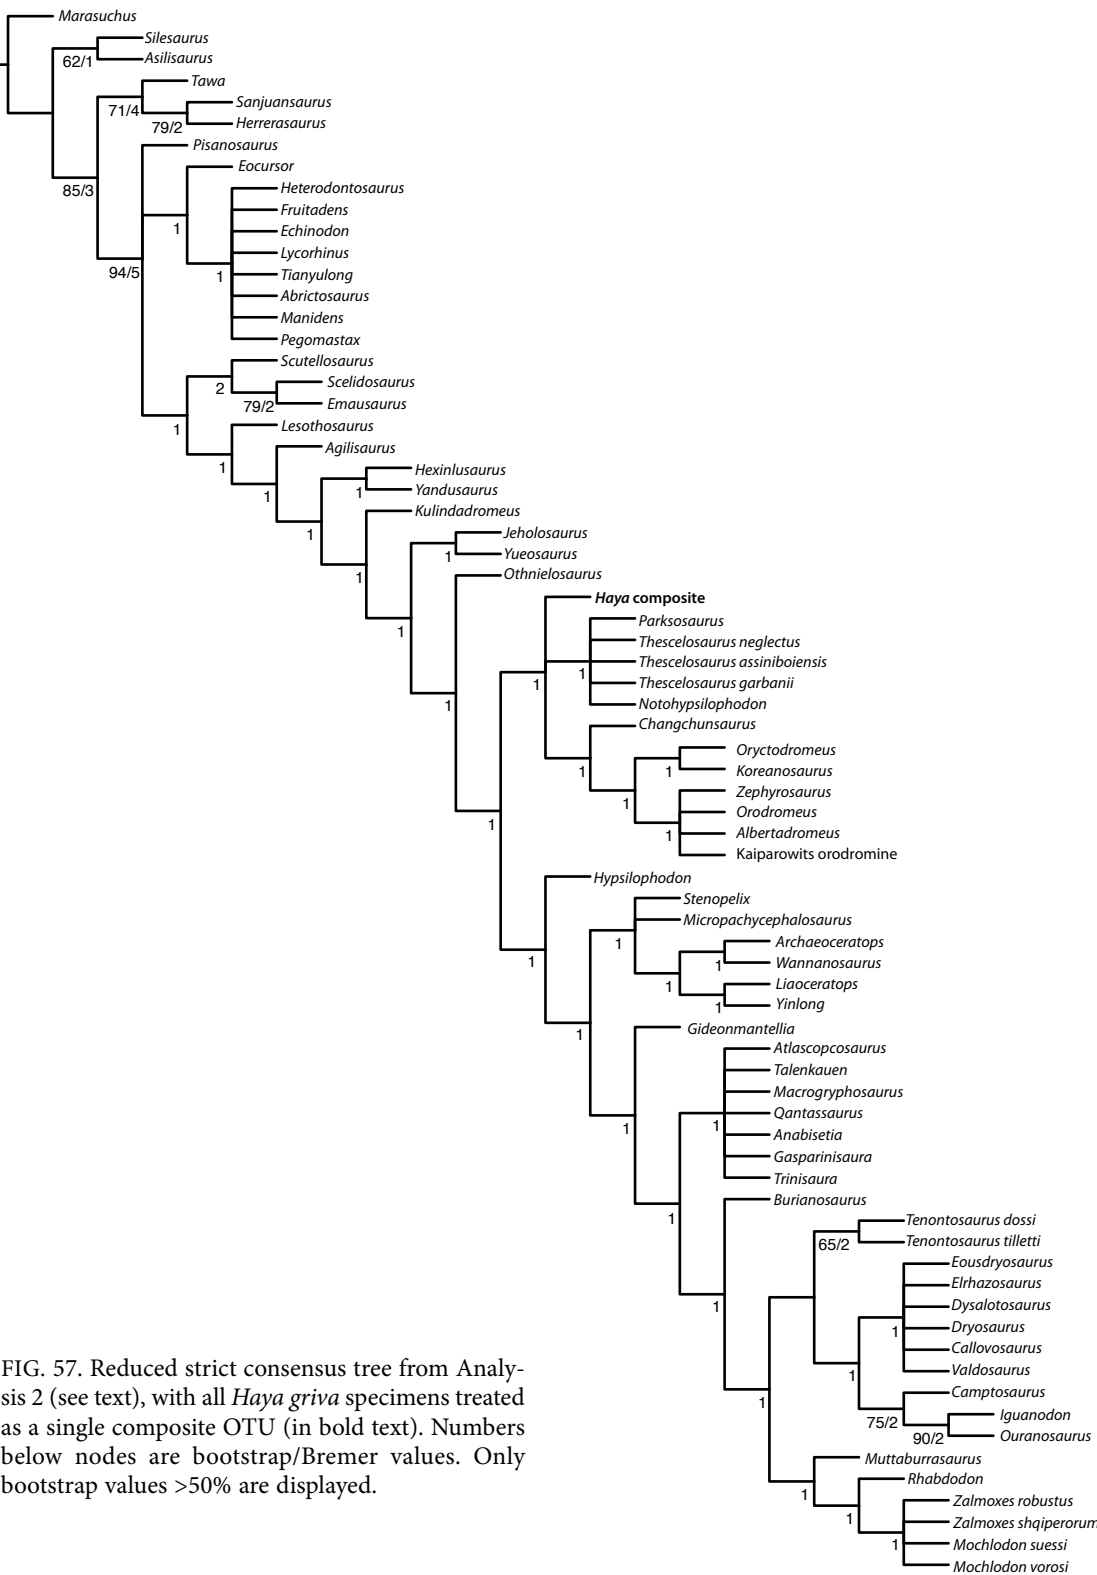 Marasuchus
Silesaurus
62/1
Asilisaurus
Tawa
71/4
Sanjuansaurus
79/2
Herrerasaurus
Pisanosaurus
Eocursor
85/3
Heterodontosaurus
Fruitadens
1
Echinodon
Lycorhinus
94/5
1
Tianyulong
Abrictosaurus
Manidens
Pegomastax
Scutellosaurus
2
Scelidosaurus
79/2
Emausaurus
1
Lesothosaurus
Agilisaurus
1
Hexinlusaurus
1
1
Yandusaurus
Kulindadromeus
1
Jeholosaurus
1
Yueosaurus
1
Othnielosaurus
Haya composite
Parksosaurus
1
Thescelosaurus neglectus
Thescelosaurus assiniboiensis
1
1
Thescelosaurus garbanii
Notohypsilophodon
1
Changchunsaurus
Oryctodromeus
1
1
Koreanosaurus
Zephyrosaurus
1
Orodromeus
1
1
Albertadromeus
Kaiparowits orodromine
Hypsilophodon
Stenopelix
Micropachycephalosaurus
1
Archaeoceratops
1
1
Wannanosaurus
Liaoceratops
1
1
Yinlong
Gideonmantellia
1
Atlascopcosaurus
Talenkauen
Macrogryphosaurus
Qantassaurus
1
1
Anabisetia
Gasparinisaura
Trinisaura
Burianosaurus
1
Tenontosaurus dossi
65/2
Tenontosaurus tilletti
Eousdryosaurus
Elrhazosaurus
1
Dysalotosaurus
Dryosaurus
1
Callovosaurus
Valdosaurus
1
Camptosaurus
1
Iguanodon
75/2
90/2
Ouranosaurus
Muttaburrasaurus
1
Rhabdodon
Zalmoxes robustus
1
Zalmoxes shqiperorum
1
Mochlodon suessi
Mochlodon vorosi
FIG. 57. Reduced strict consensus tree from Analy-
sis 2 (see text), with all Haya griva specimens treated
as a single composite OTU (in bold text). Numbers
below nodes are bootstrap/Bremer values. Only
bootstrap values >50% are displayed.